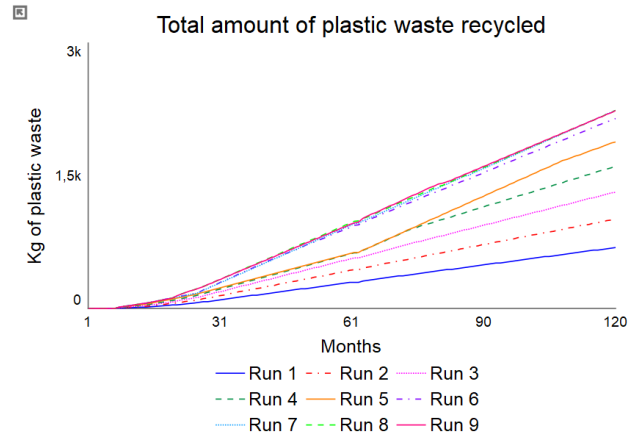 Total amount of plastic waste recycled
3k
1.5k
0
Kg of plastic waste
1 31 61 90 120
Months
Run 1 Run 2 Run 3
Run 4 Run 5 Run 6
Run 7 Run 8 Run 9